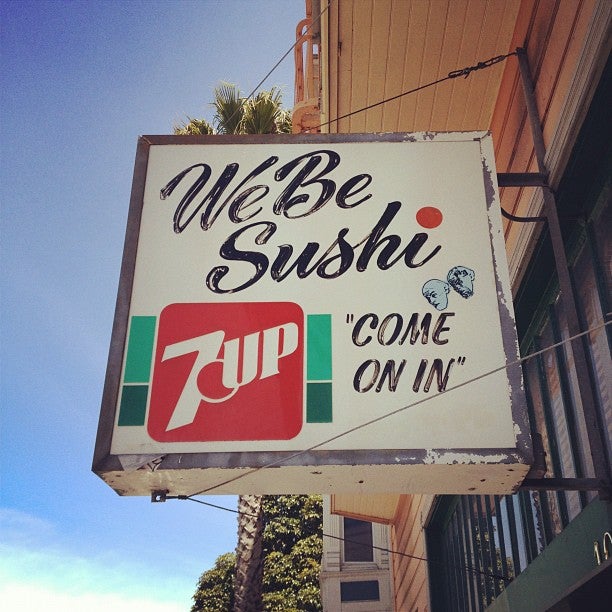 We Be
Sushi
7UP
"COME
ON IN"